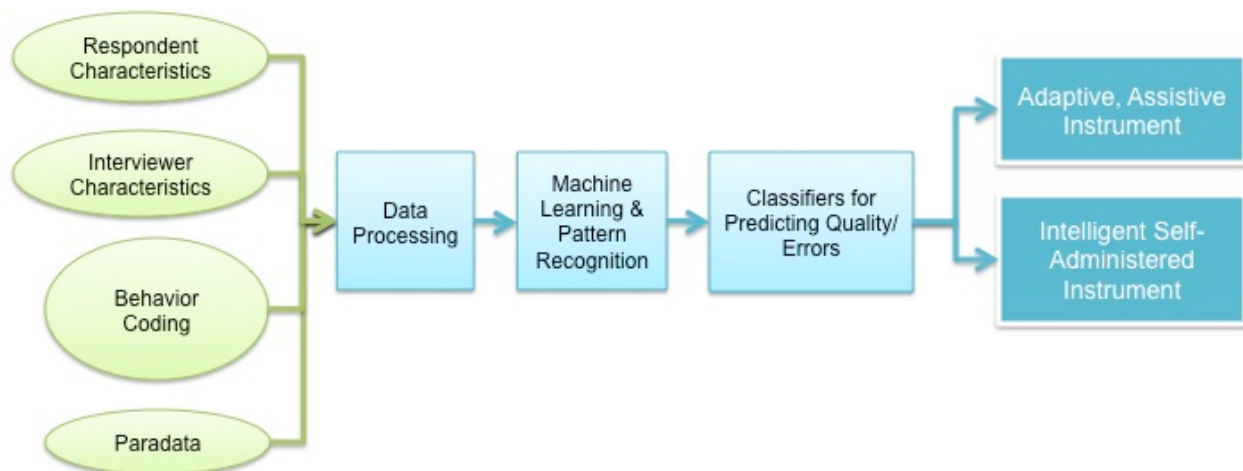 Respondent
Characteristics
Interviewer
Characteristics
Behavior
Coding
Paradata
Data
Processing
Machine
Learning &
Pattern
Recognition
Classifiers for
Predicting Quality/
Errors
Adaptive, Assistive
Instrument
Intelligent Self-
Administered
Instrument